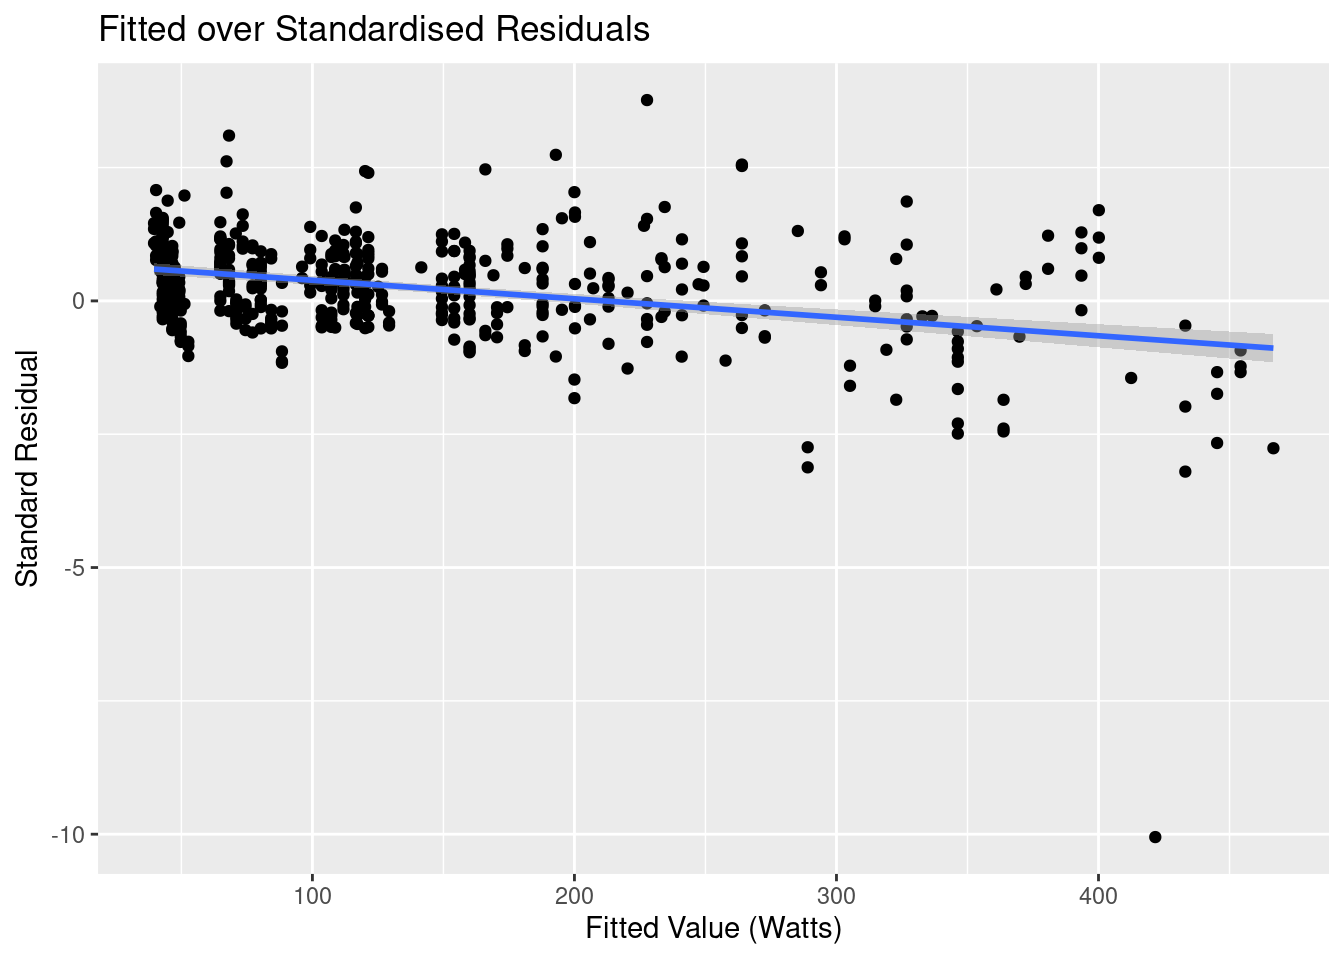 Fitted over Standardised Residuals
Standard Residual
0
-5
-10
100 200 300 400
Fitted Value (Watts)